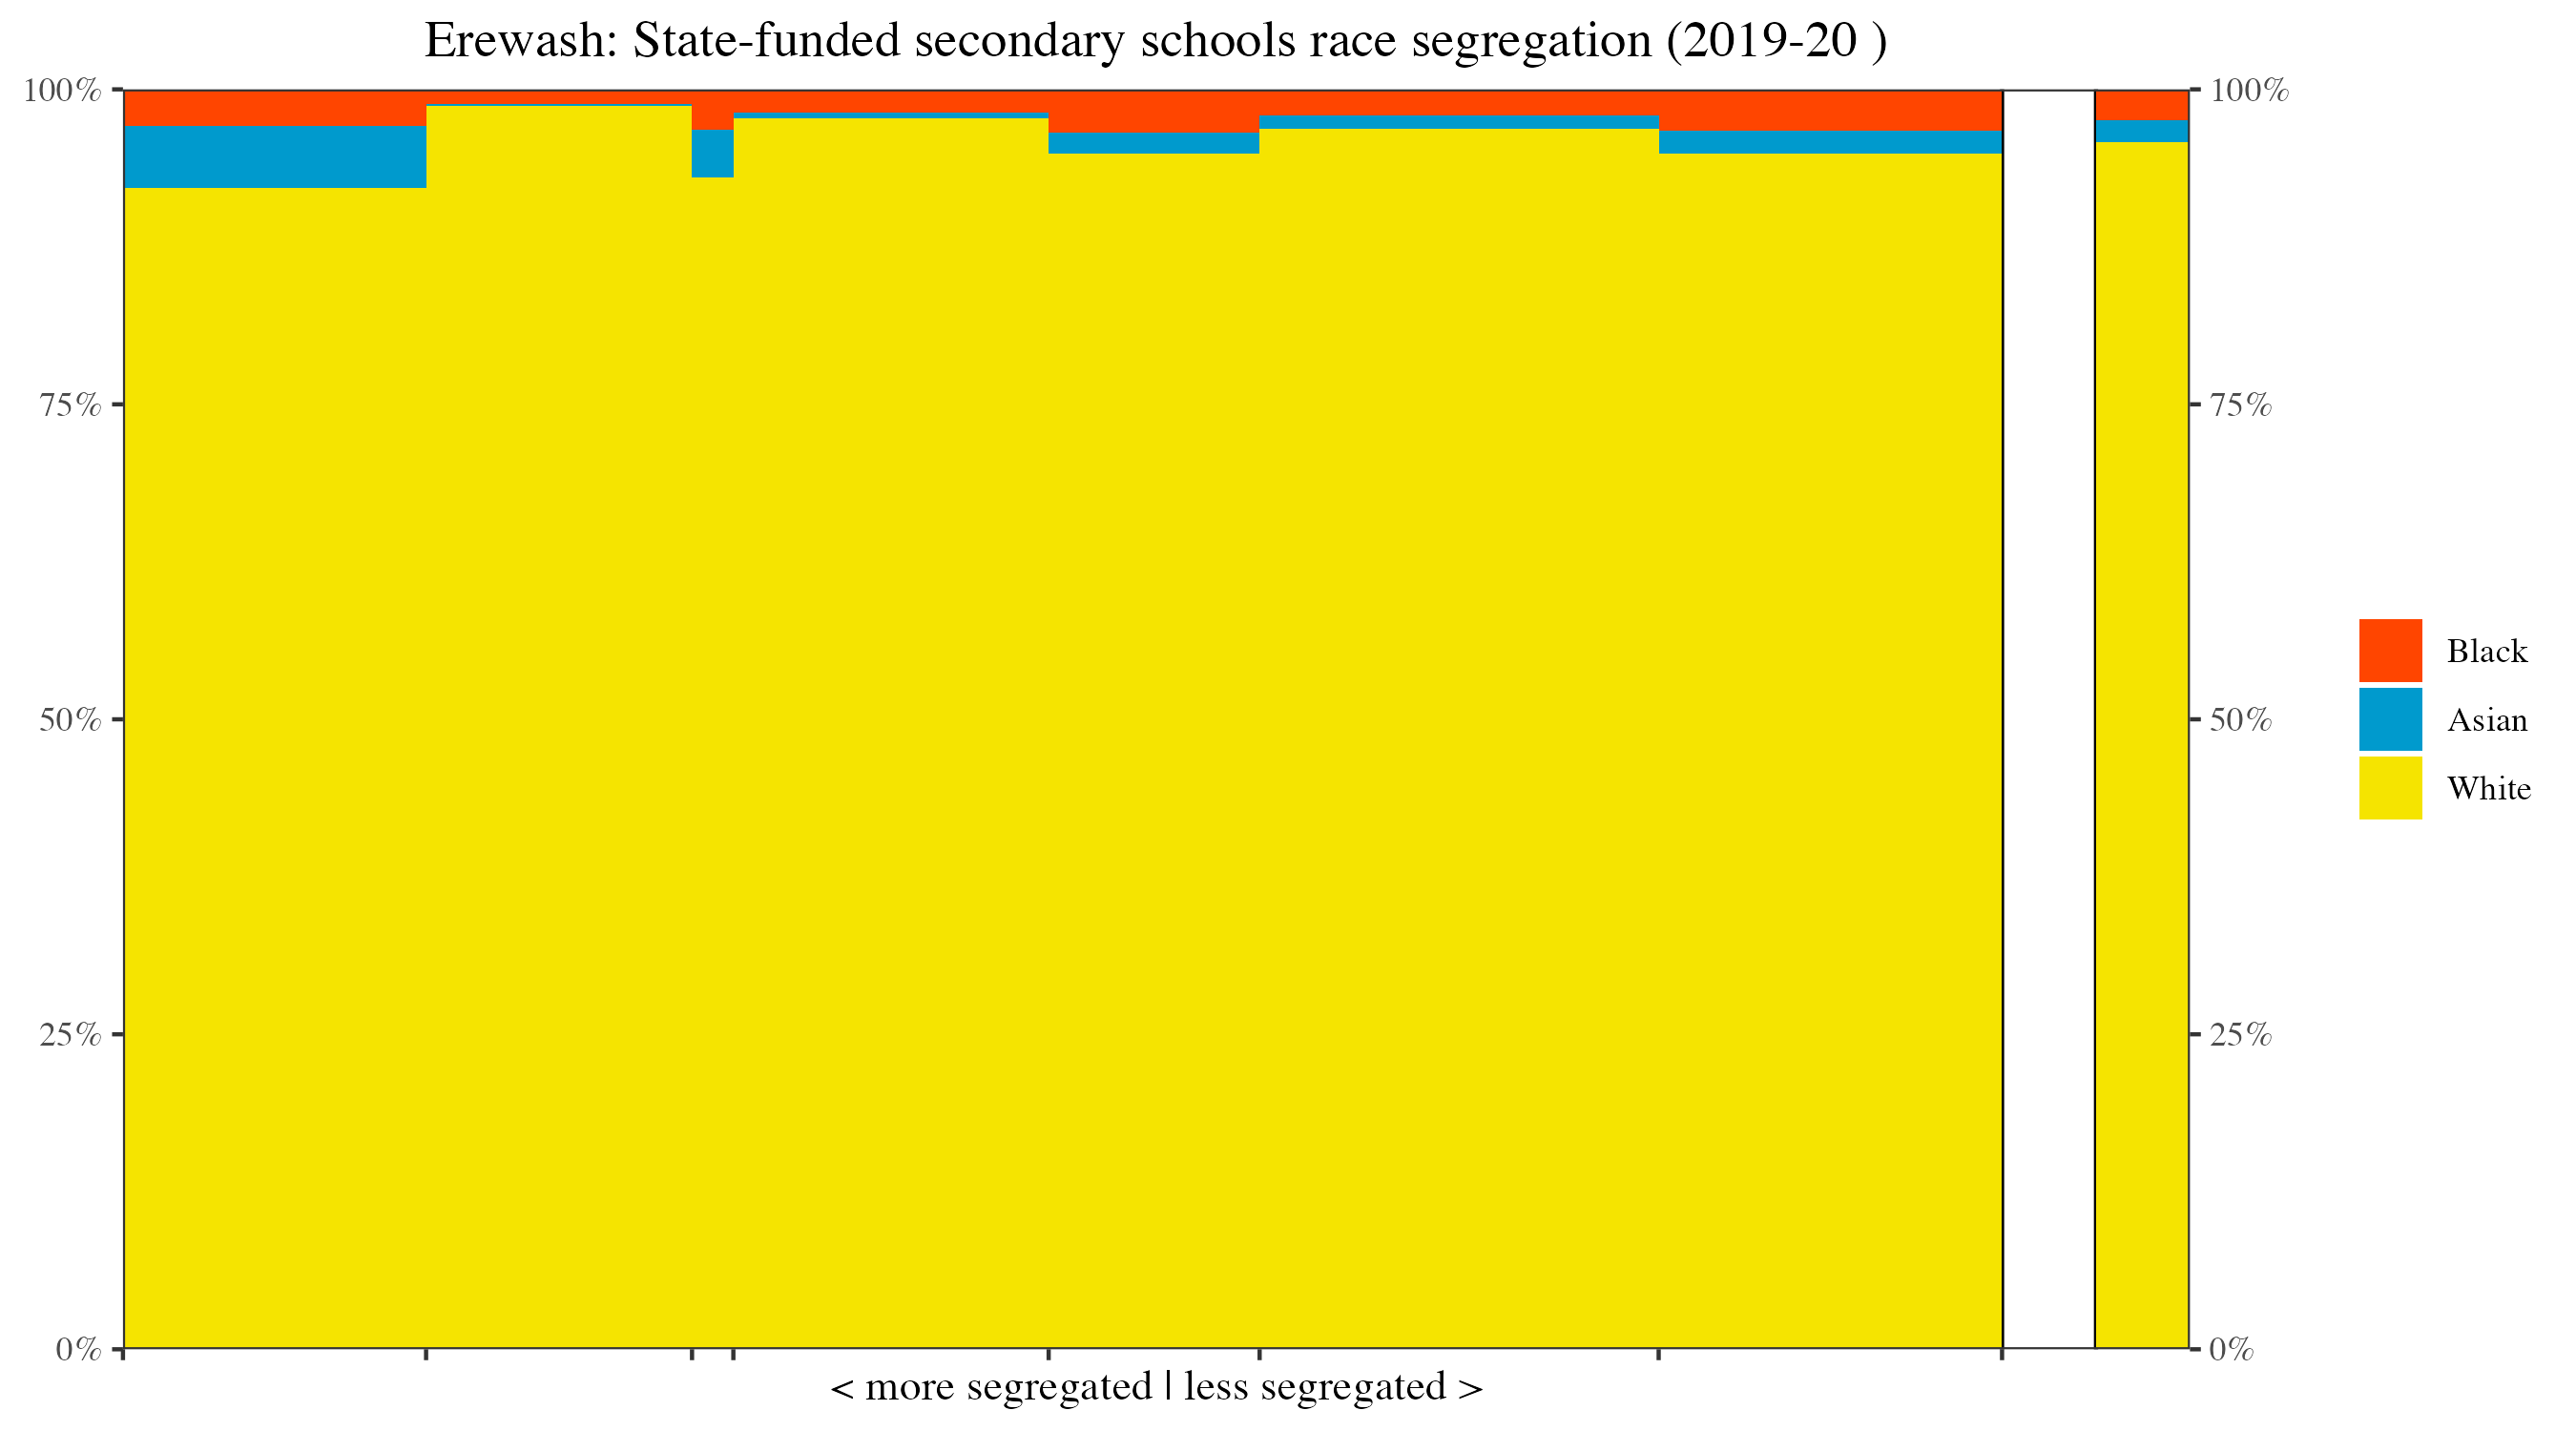 Erewash: State-funded secondary schools race segregation (2019-20 )
100%
75%
50%
25%
0%
100%
75%
50%
25%
0%
Black
Asian
White
< more segregated | less segregated >